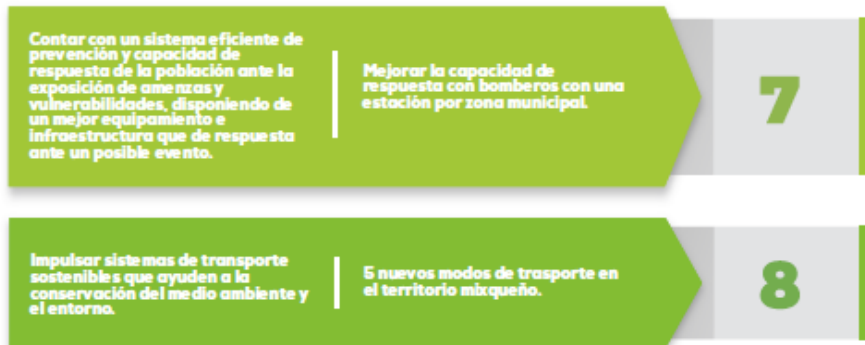 Contar con un sistema eficiente de
prevención y capacidad de
respuesta de la población ante la
exposición de amenzas y
vulnerabilidades, disponiendo de
un mejor equipamiento e
infraestructura que de respuesta
ante un posible evento.
Mejorar la capacidad de
respuesta con bomberos con una
estación por zona municipal.
7
Impulsar sistemas de transporte
sostenibles que ayuden a la
conservación del medio ambiente y
el entorno.
5 nuevos modos de trasporte en
el territorio mixqueño.
8